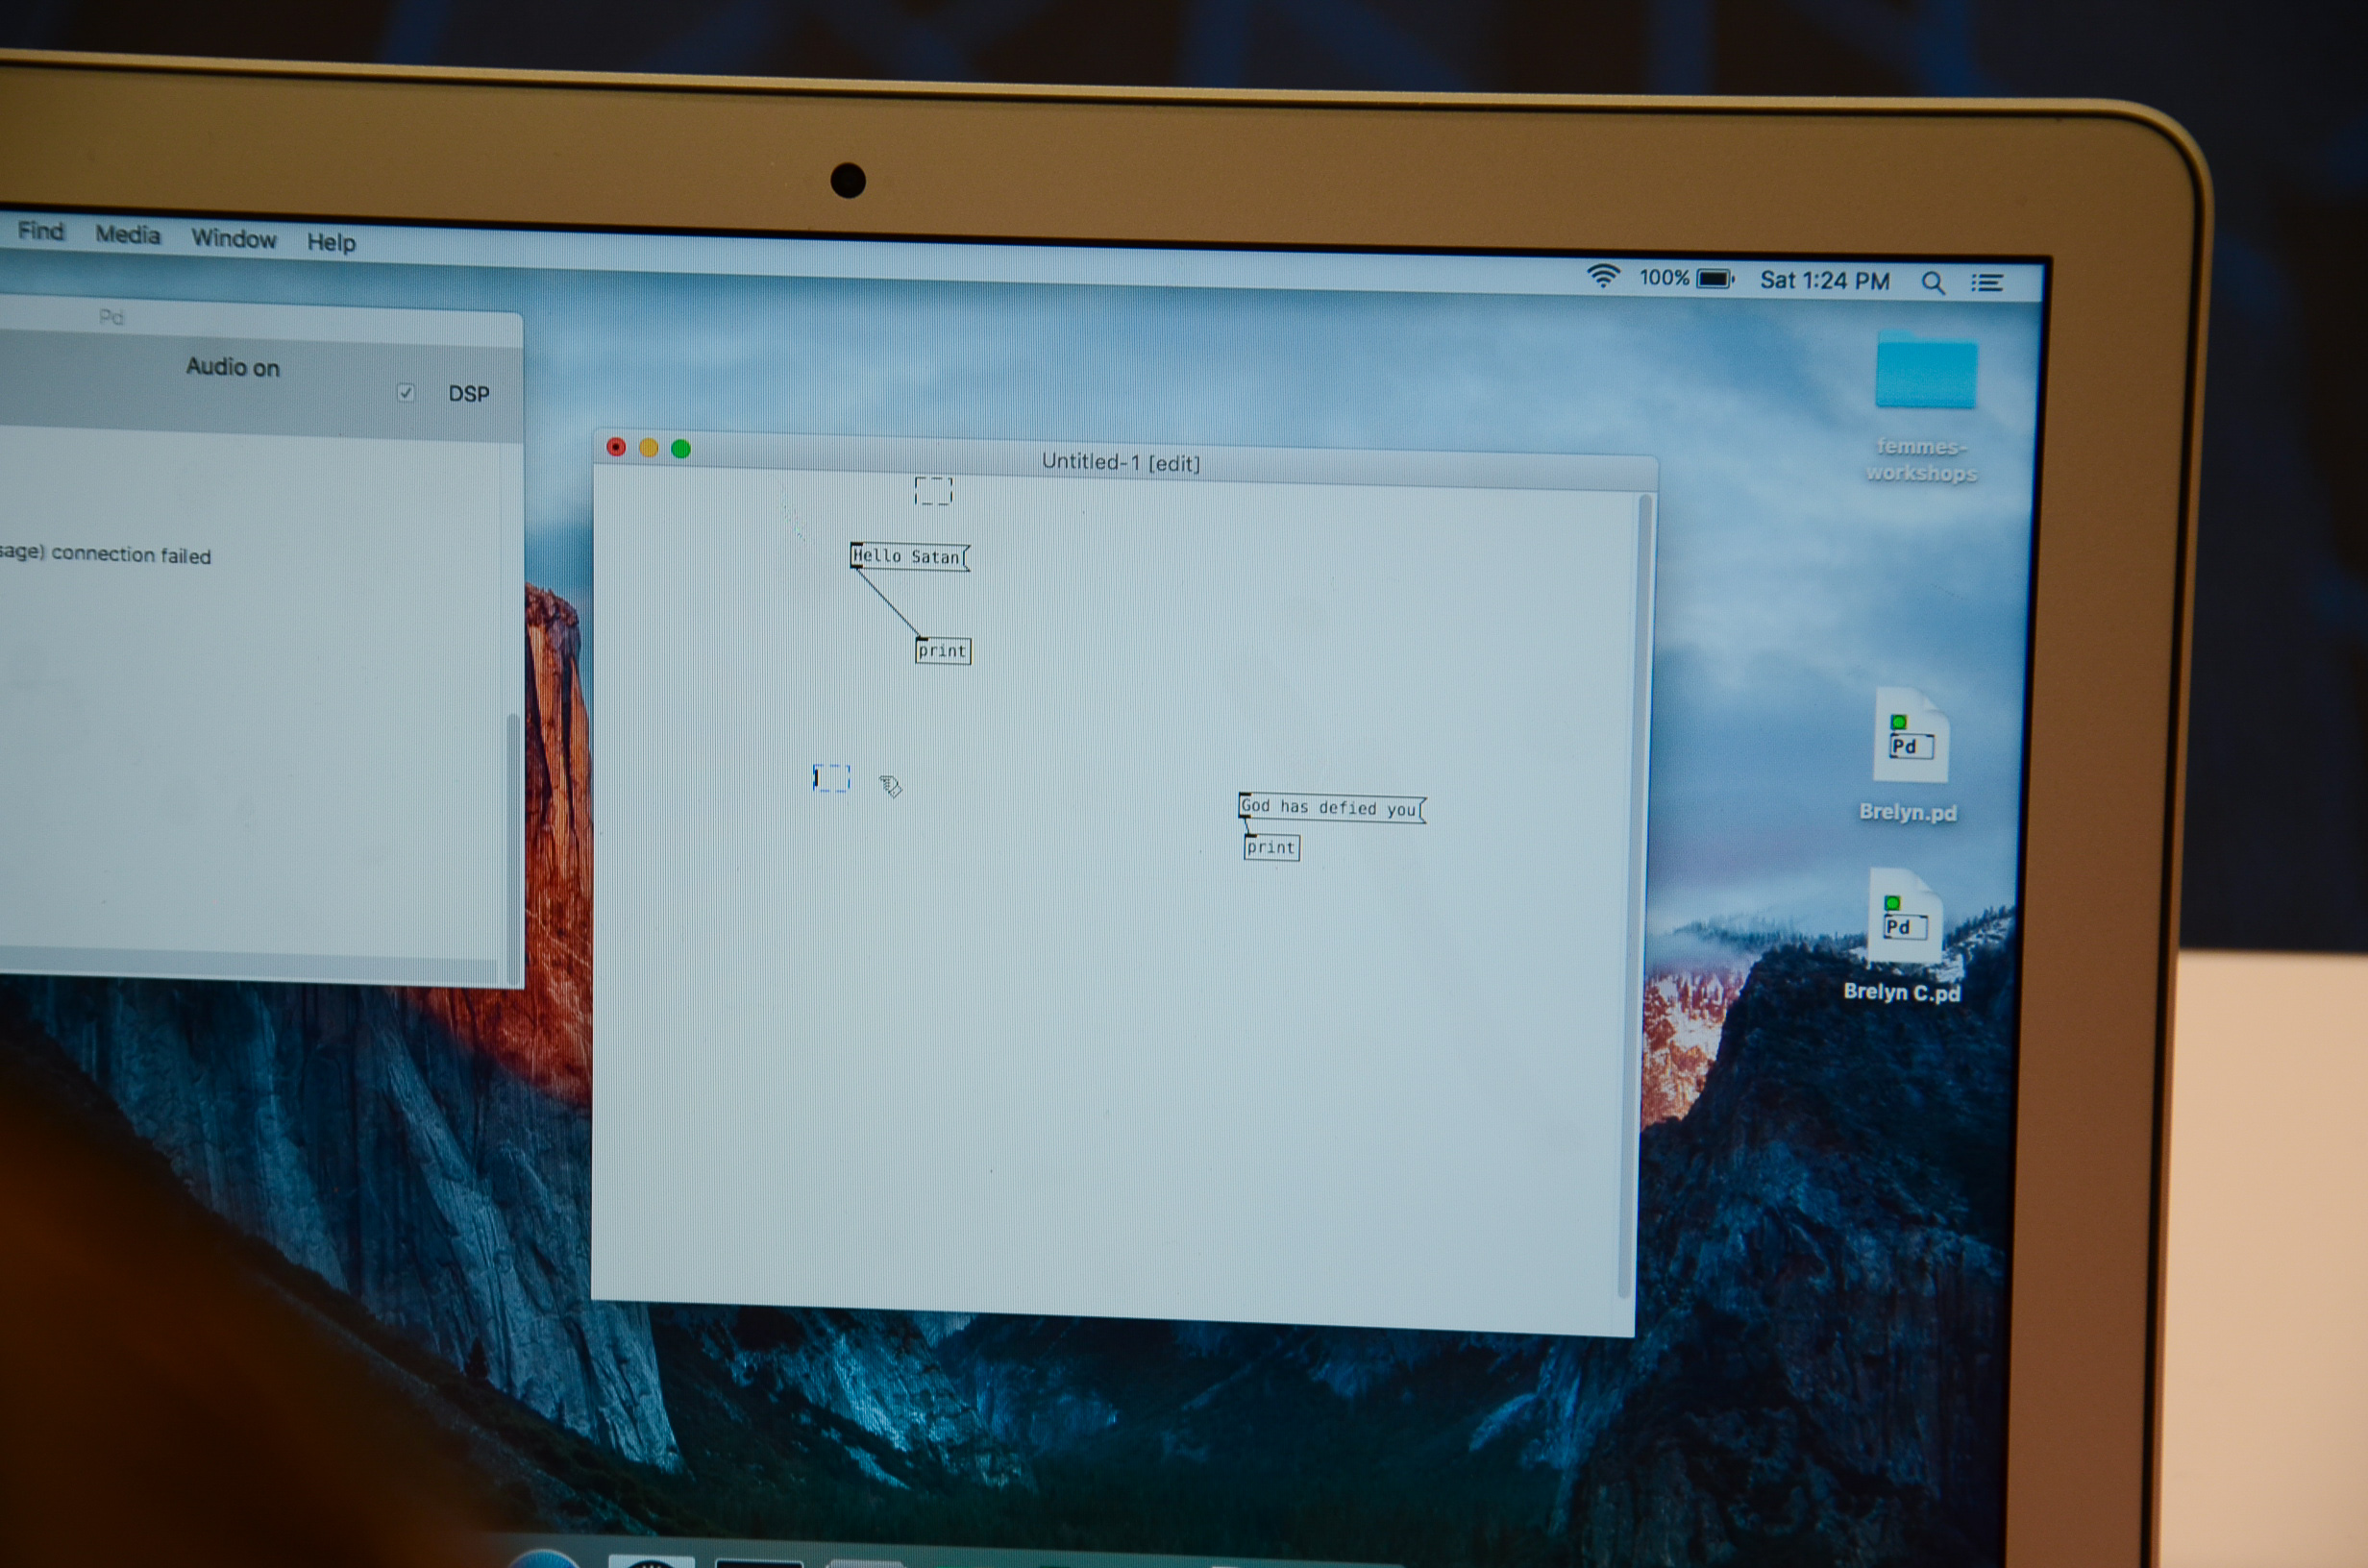 Find Media Window Help
100% Sat 1:24 PM
Pd
Audio on
DSP
sage) connection failed
Untitled-1 [edit]
Hello Satan
print
God has defied you
print
femmes-
workshops
Pd
Brelyn.pd
Pd
Brelyn C.pd